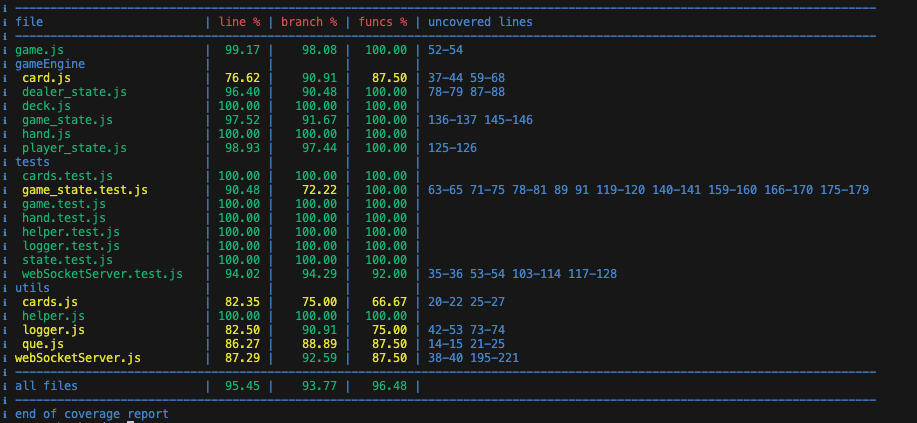 ℹ ----------------------------------------------------------------------------------------------------------------------------
ℹ file | line % | branch % | funcs % | uncovered lines
ℹ ----------------------------------------------------------------------------------------------------------------------------
ℹ game.js | 99.17 | 98.08 | 100.00 | 52-54
ℹ gameEngine | | | |
ℹ card.js | 76.62 | 90.91 | 87.50 | 37-44 59-68
ℹ dealer_state.js | 96.40 | 90.48 | 100.00 | 78-79 87-88
ℹ deck.js | 100.00 | 100.00 | 100.00 |
ℹ game_state.js | 97.52 | 91.67 | 100.00 | 136-137 145-146
ℹ hand.js | 100.00 | 100.00 | 100.00 |
ℹ player_state.js | 98.93 | 97.44 | 100.00 | 125-126
ℹ tests | | | |
ℹ cards.test.js | 100.00 | 100.00 | 100.00 |
ℹ game_state.test.js | 90.48 | 72.22 | 100.00 | 63-65 71-75 78-81 89 91 119-120 140-141 159-160 166-170 175-179
ℹ game.test.js | 100.00 | 100.00 | 100.00 |
ℹ hand.test.js | 100.00 | 100.00 | 100.00 |
ℹ helper.test.js | 100.00 | 100.00 | 100.00 |
ℹ logger.test.js | 100.00 | 100.00 | 100.00 |
ℹ state.test.js | 100.00 | 100.00 | 100.00 |
ℹ webSocketServer.test.js | 94.02 | 94.29 | 92.00 | 35-36 53-54 103-114 117-128
ℹ utils | | | |
ℹ cards.js | 82.35 | 75.00 | 66.67 | 20-22 25-27
ℹ helper.js | 100.00 | 100.00 | 100.00 |
ℹ logger.js | 82.50 | 90.91 | 75.00 | 42-53 73-74
ℹ que.js | 86.27 | 88.89 | 87.50 | 14-15 21-25
ℹ webSocketServer.js | 87.29 | 92.59 | 87.50 | 38-40 195-221
ℹ ----------------------------------------------------------------------------------------------------------------------------
ℹ all files | 95.45 | 93.77 | 96.48 |
ℹ ----------------------------------------------------------------------------------------------------------------------------
ℹ end of coverage report